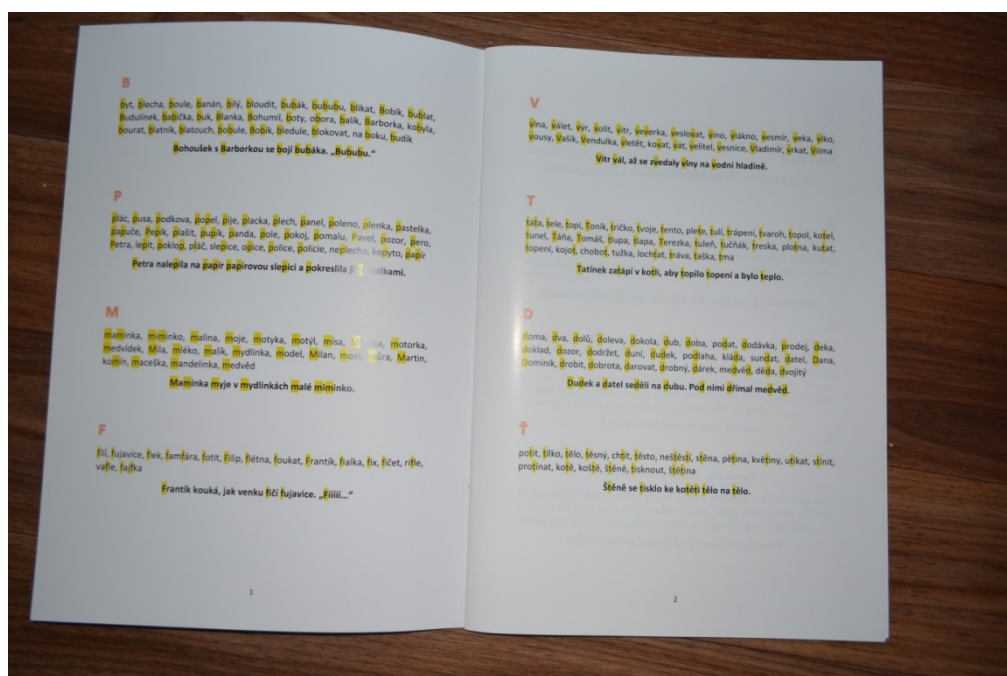 B
byt, blecha, boule, banán, bílý, bloudit, bubák, bububu, blikat, Bobík, bublat,
Budulínek, babička, buk, Blanka, Bohumil, boty, obora, balík, Barborka, kobyla,
bourat, blatník, blatouch, bobule, Bobík, bledule, blokovat, na boku, budík
Bohoušek s Barborkou se bojí bubáka. „Bububu.“
P
plác, pusa, podkova, popel, pije, placka, plech, panel, poleno, plenka, pastelka,
papuče, Pepík, plašit, pupík, panda, pole, pokoj, pomalu, Pavel, pozor, pero,
Petra, lepit, poklop, pláč, slepice, opice, police, policie, neplecha, kopyto, papír
Petra nalepila na papír papírovou slepici a pokreslila
M
maminka, miminko, malina, moje, motyka, motýl, misa, motorka,
medvídek, Míla, mléko, malík, mydlinka, model, Milan, most, můra, Martin,
komín, maceška, mandelinka, medvěd
Maminka myje v mydlinkách malé miminko.
F
fííí, fujavice, flek, famfára, fotit, Filip, flétna, foukat, Frantík, fialka, fix, fičet, rifle,
vafle, fajfka
Frantík kouká, jak venku fičí fujavice. „Fííííí...“
1
V
vlna, válet, výr, volit, vítr, veverka, veslovat, víno, vlákno, vesmír, veka, víko,
vousy, Vašík, Vendulka, vletět, kovat, vát, velitel, vesnice, Vladimír, vrkat, Vilma
Vítr vál, až se zvedaly vlny na vodní hladině.
T
táta, tele, topí, Toník, tričko, tvoje, tento, plete, tulí, trápení, tvaroh, topol, kotel,
tunel, Táňa, Tomáš, tlupa, tlapa, Terezka, tuleň, tučňák, treska, plotna, kutat,
topení, kojot, chobot, tužka, lochtat, tráva, taška, tma
Tatínek zatápí v kotli, aby topilo topení a bylo teplo.
D
doma, dva, dolů, doleva, dokola, dub, doba, podat, dodávka, prodej, deka,
doklad, dozor, dodržet, duní, dudek, podlaha, kláda, sundat, datel, Dana,
Dominik, drobit, dobrota, darovat, drobný, dárek, medvěd, děda, dvojitý
Dudek a datel seděli na dubu. Pod nimi dřímal medvěd.
Ť
potit, tílko, tělo, těsný, chtít, těsto, neštěstí, stěna, pětina, květiny, utíkat, stínit,
protínat, kotě, koště, štěně, tisknout, štětina
Štěně se tisklo ke kotěti tělo na tělo.
2